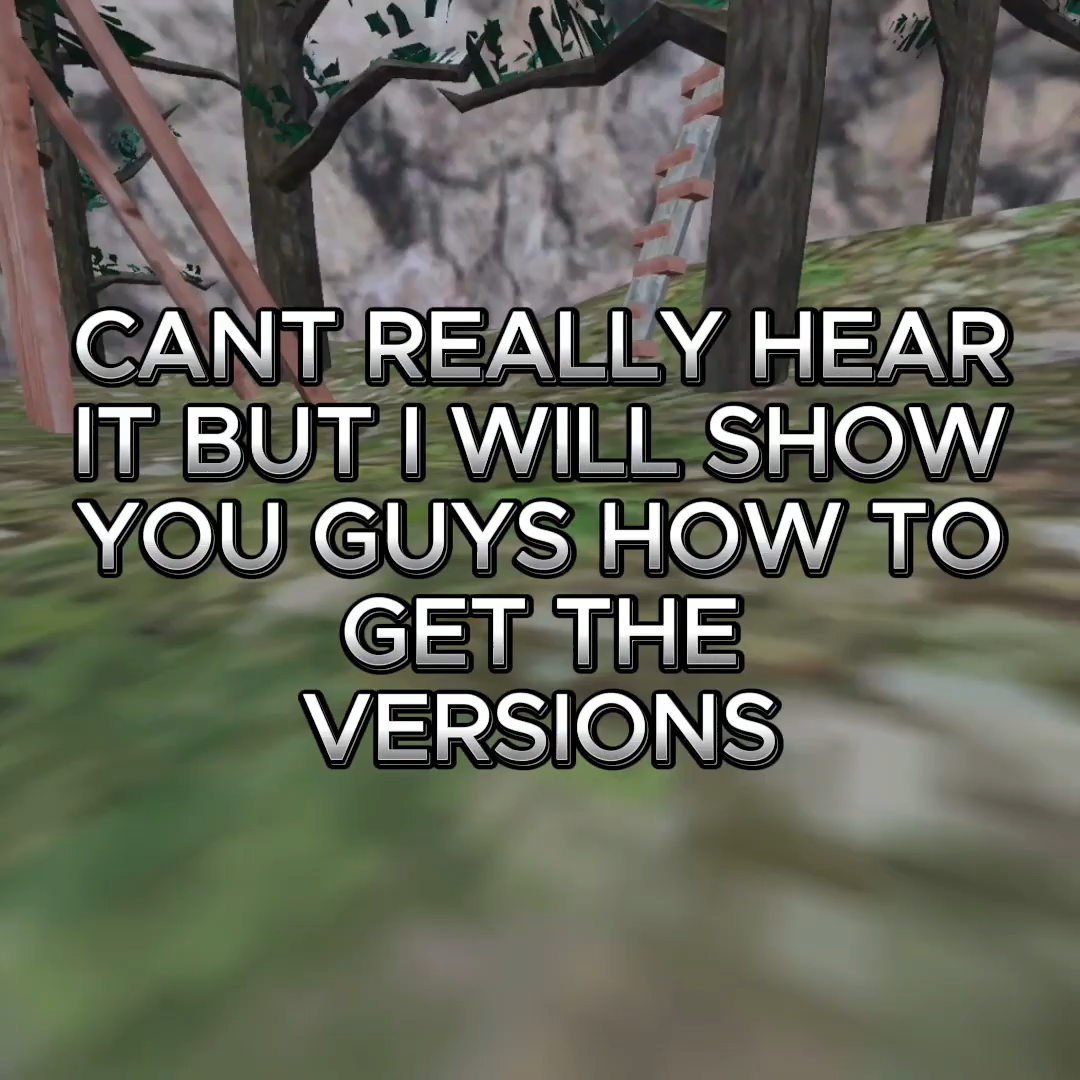 CANT REALLY HEAR
IT BUT I WILL SHOW
YOU GUYS HOW TO
GET THE
VERSIONS